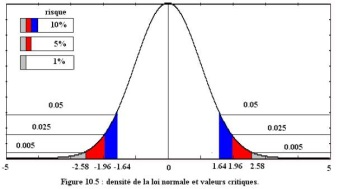 risque
10%
5%
1%
0.05 0.05
0.025 0.025
0.005 0.005
-5 -2.58 -1.96 -1.64 0 1.64 1.96 2.58 5
Figure 10.5 : densité de la loi normale et valeurs critiques.